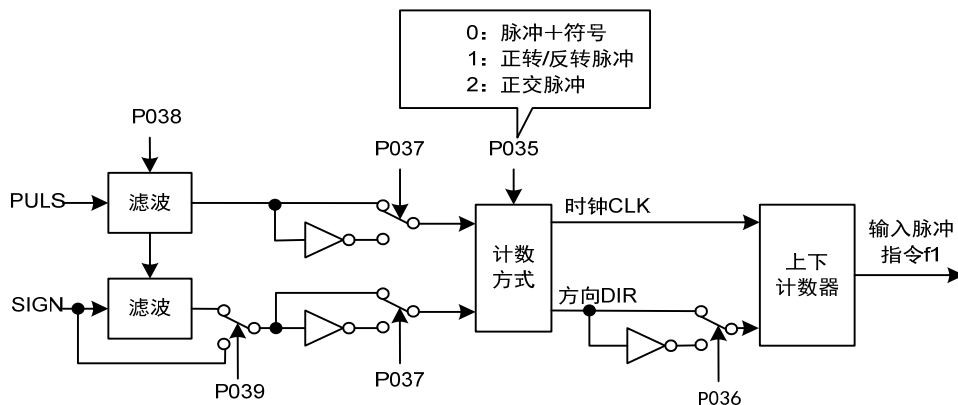 0：脉冲＋符号
1：正转/反转脉冲
2：正交脉冲
P038
P037
P035
PULS
滤波
时钟CLK
输入脉冲
指令f1
计数
方式
上下
计数器
SIGN
滤波
方向DIR
P039
P037
P036